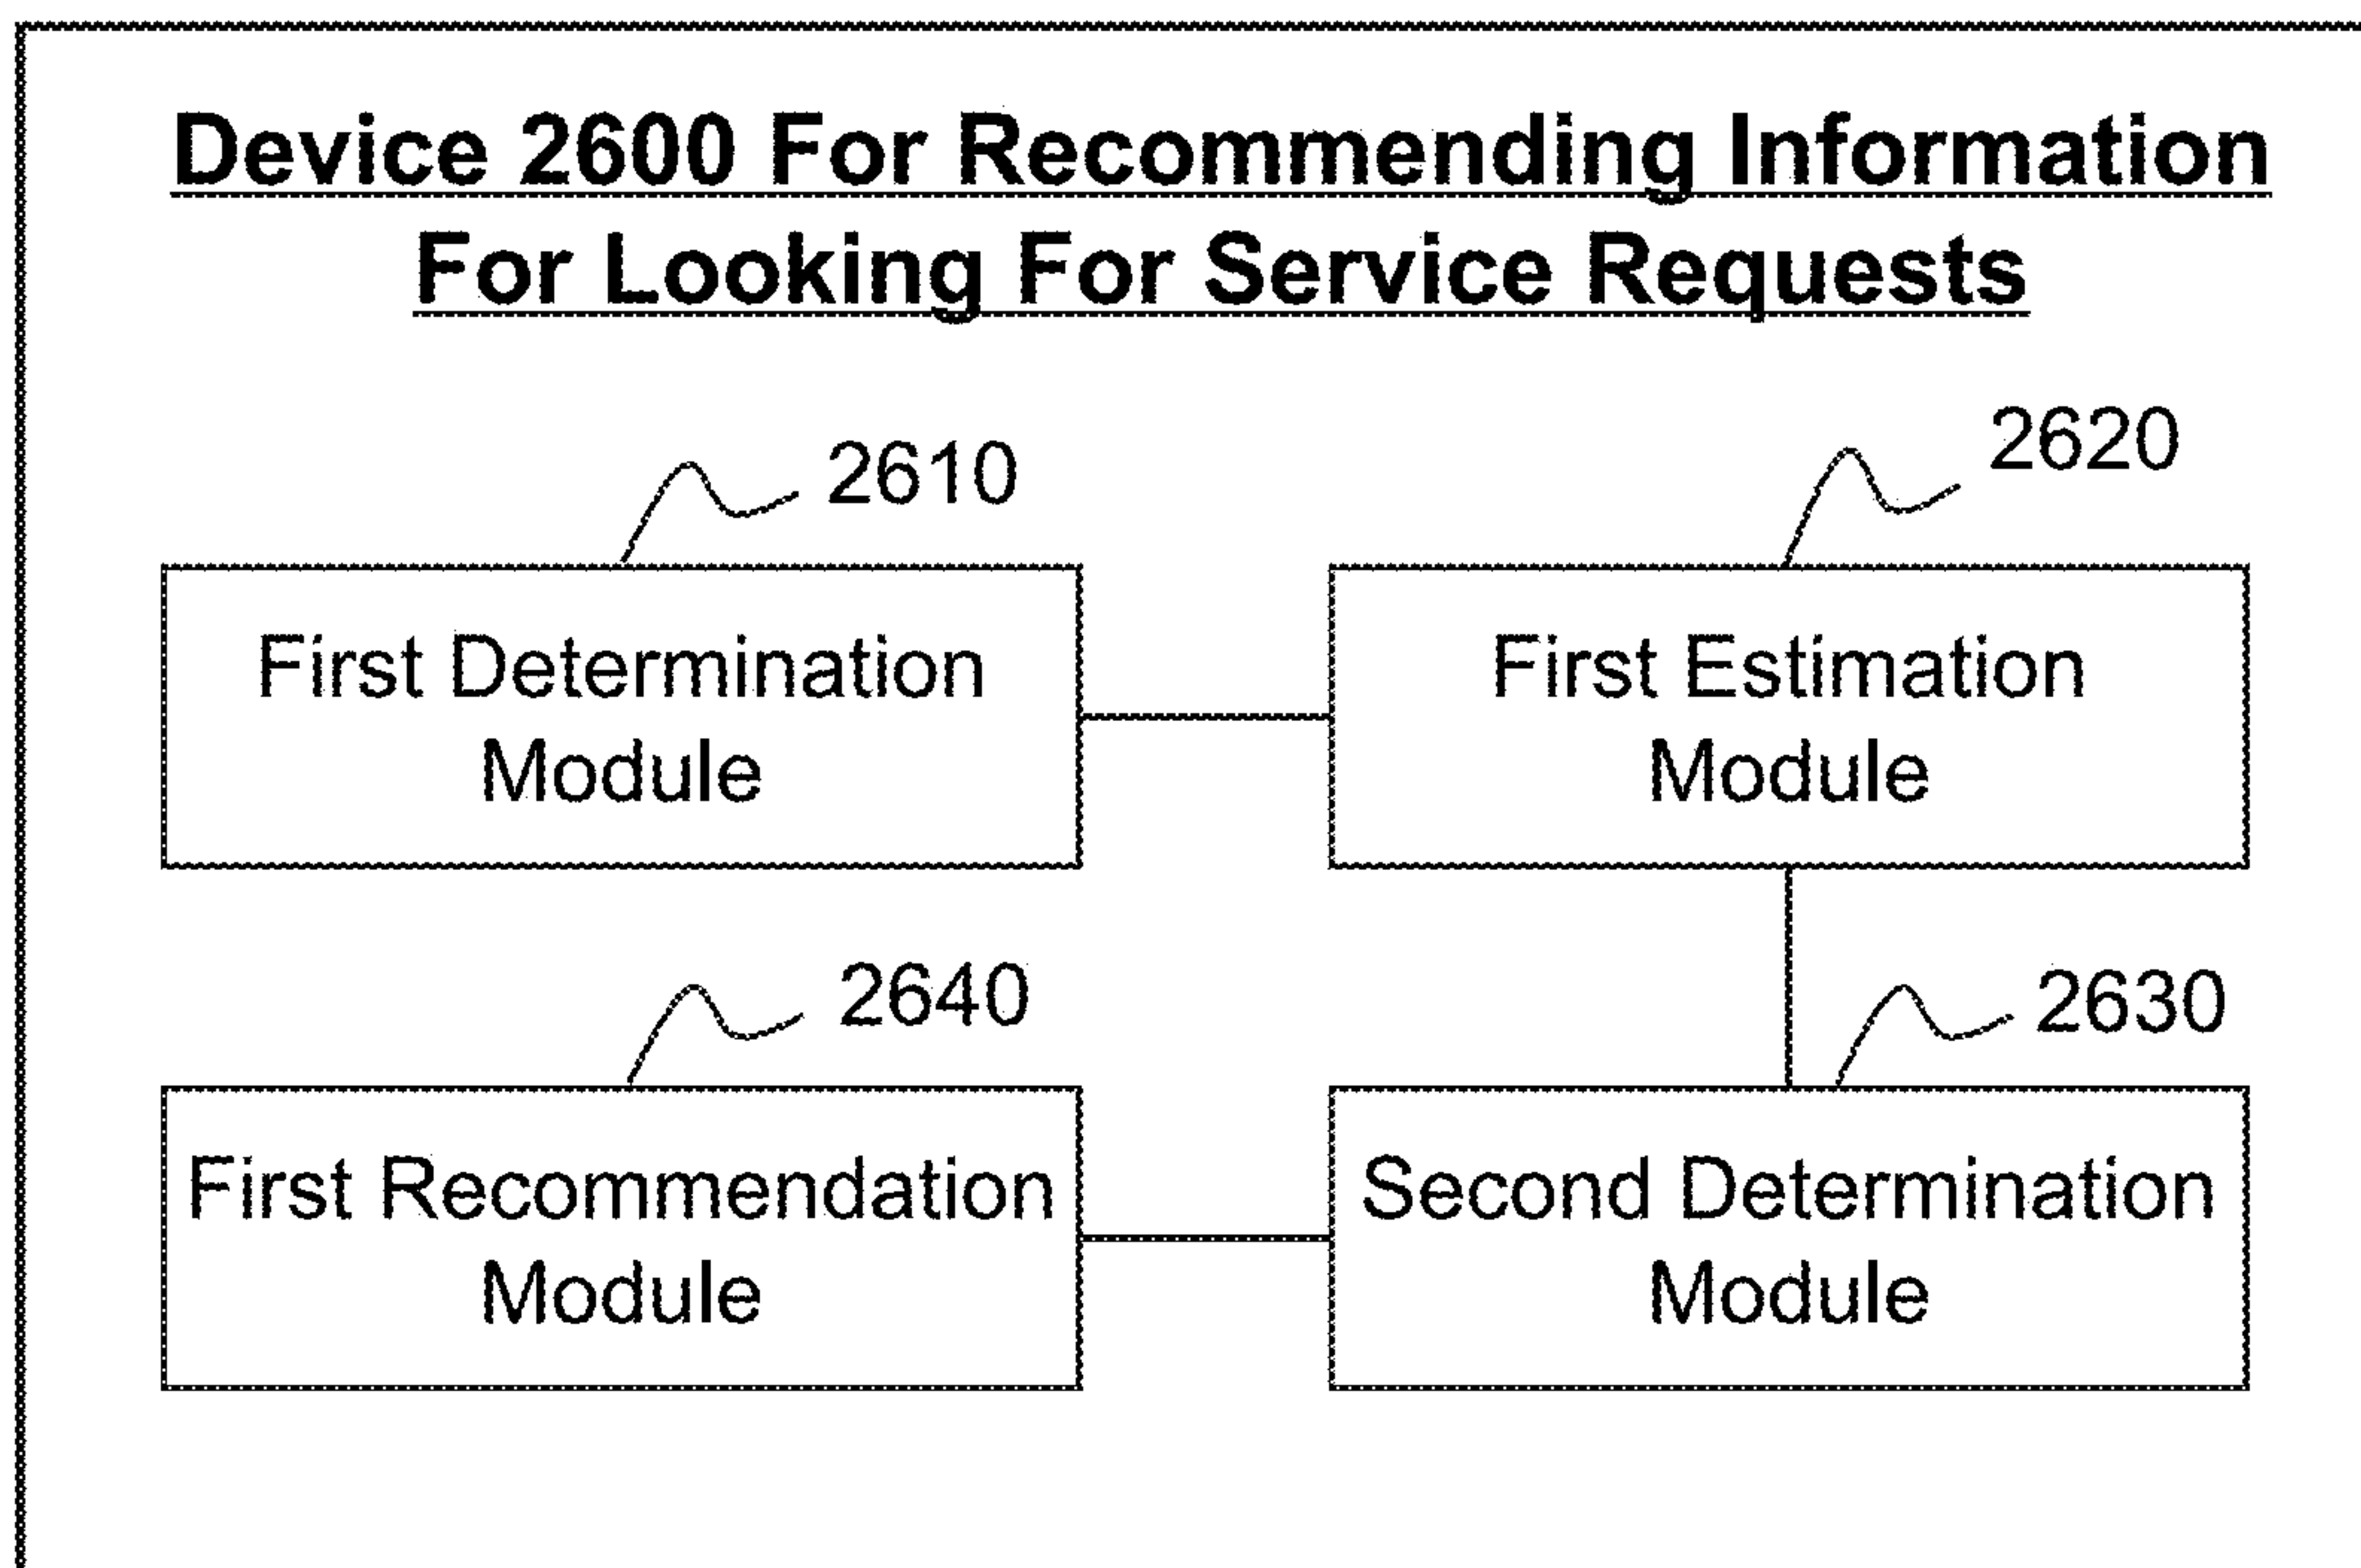 Device 2600 For Recommending Information
For Looking For Service Requests
2610
2620
First Determination
Module
First Estimation
Module
2640
2630
First Recommendation
Module
Second Determination
Module